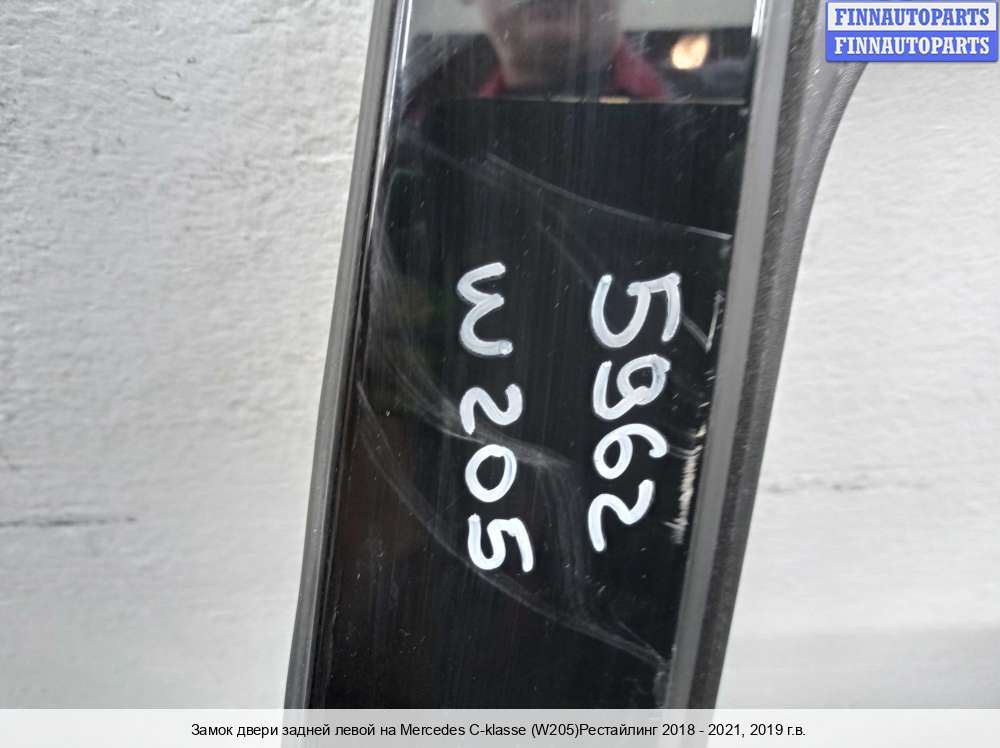 FINNAUTOPARTS
FINNAUTOPARTS
5962
W205
Замок двери задней левой на Mercedes C-klasse (W205)Рестайлинг 2018 - 2021, 2019 г.в.